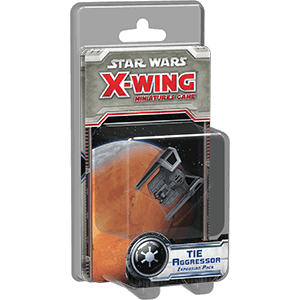 STAR WARS
X-WING
MINIATURES GAME
TIE
AGGRESSOR
EXPANSION PACK